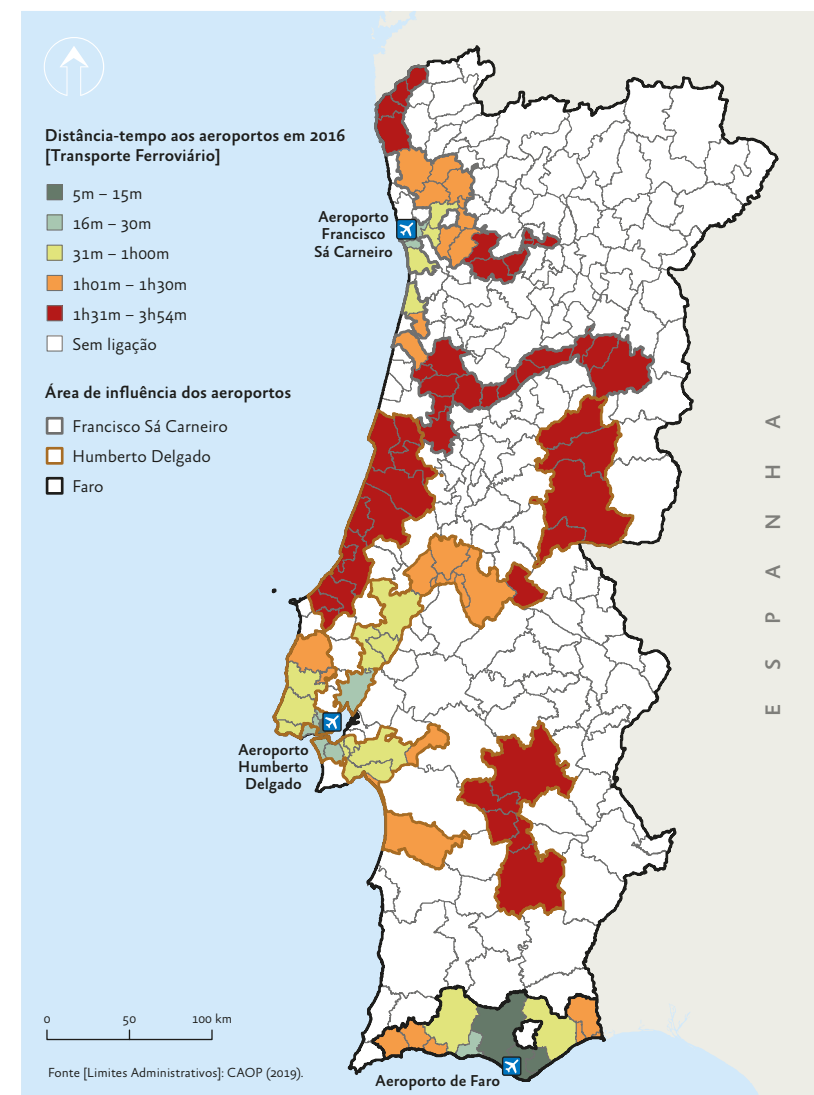 Distância-tempo aos aeroportos em 2016
[Transporte Ferroviário]
5m – 15m
16m – 30m
31m – 1h00m
1h01m – 1h30m
1h31m – 3h54m
Sem ligação
Área de influência dos aeroportos
Francisco Sá Carneiro
Humberto Delgado
Faro
Aeroporto
Francisco
Sá Carneiro
ESPANHA
Aeroporto
Humberto
Delgado
Aeroporto de Faro
0 50 100 km
Fonte [Limites Administrativos]: CAOP (2019).